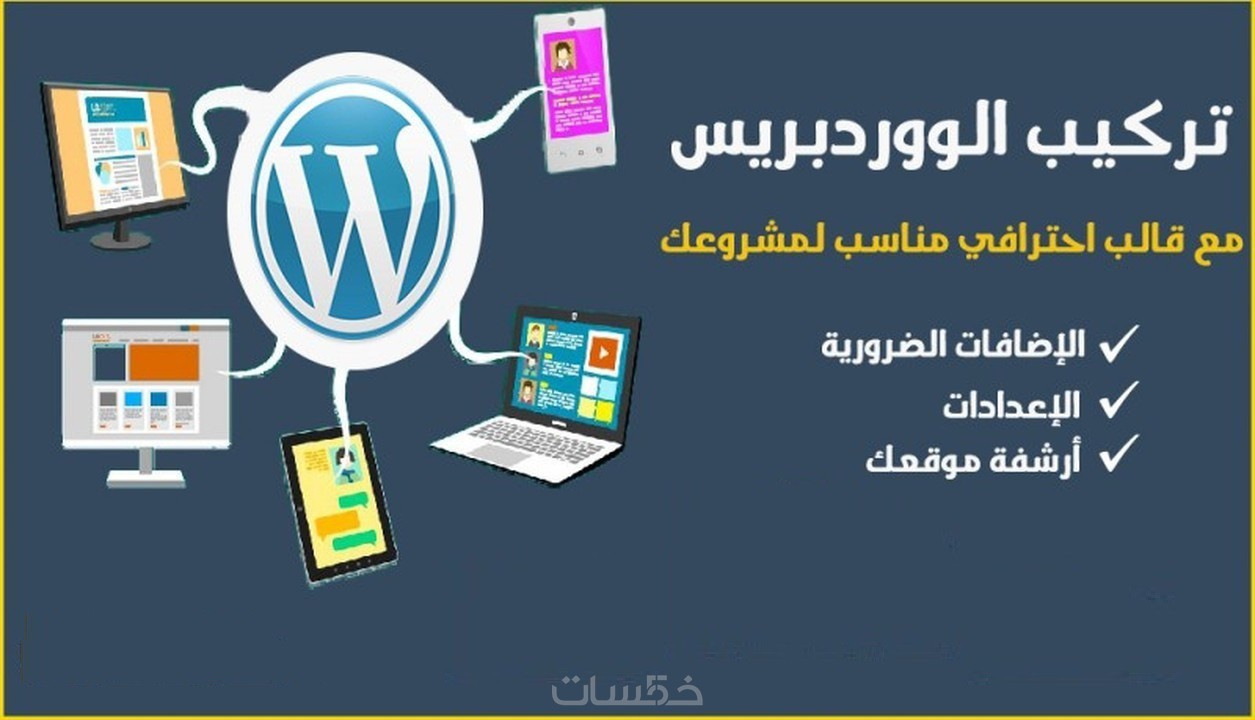 تركيب الووردبريس
مع قالب احترافي مناسب لمشروعك
الإضافات الضرورية
الإعدادات
أرشفة موقعك
W
خمسات